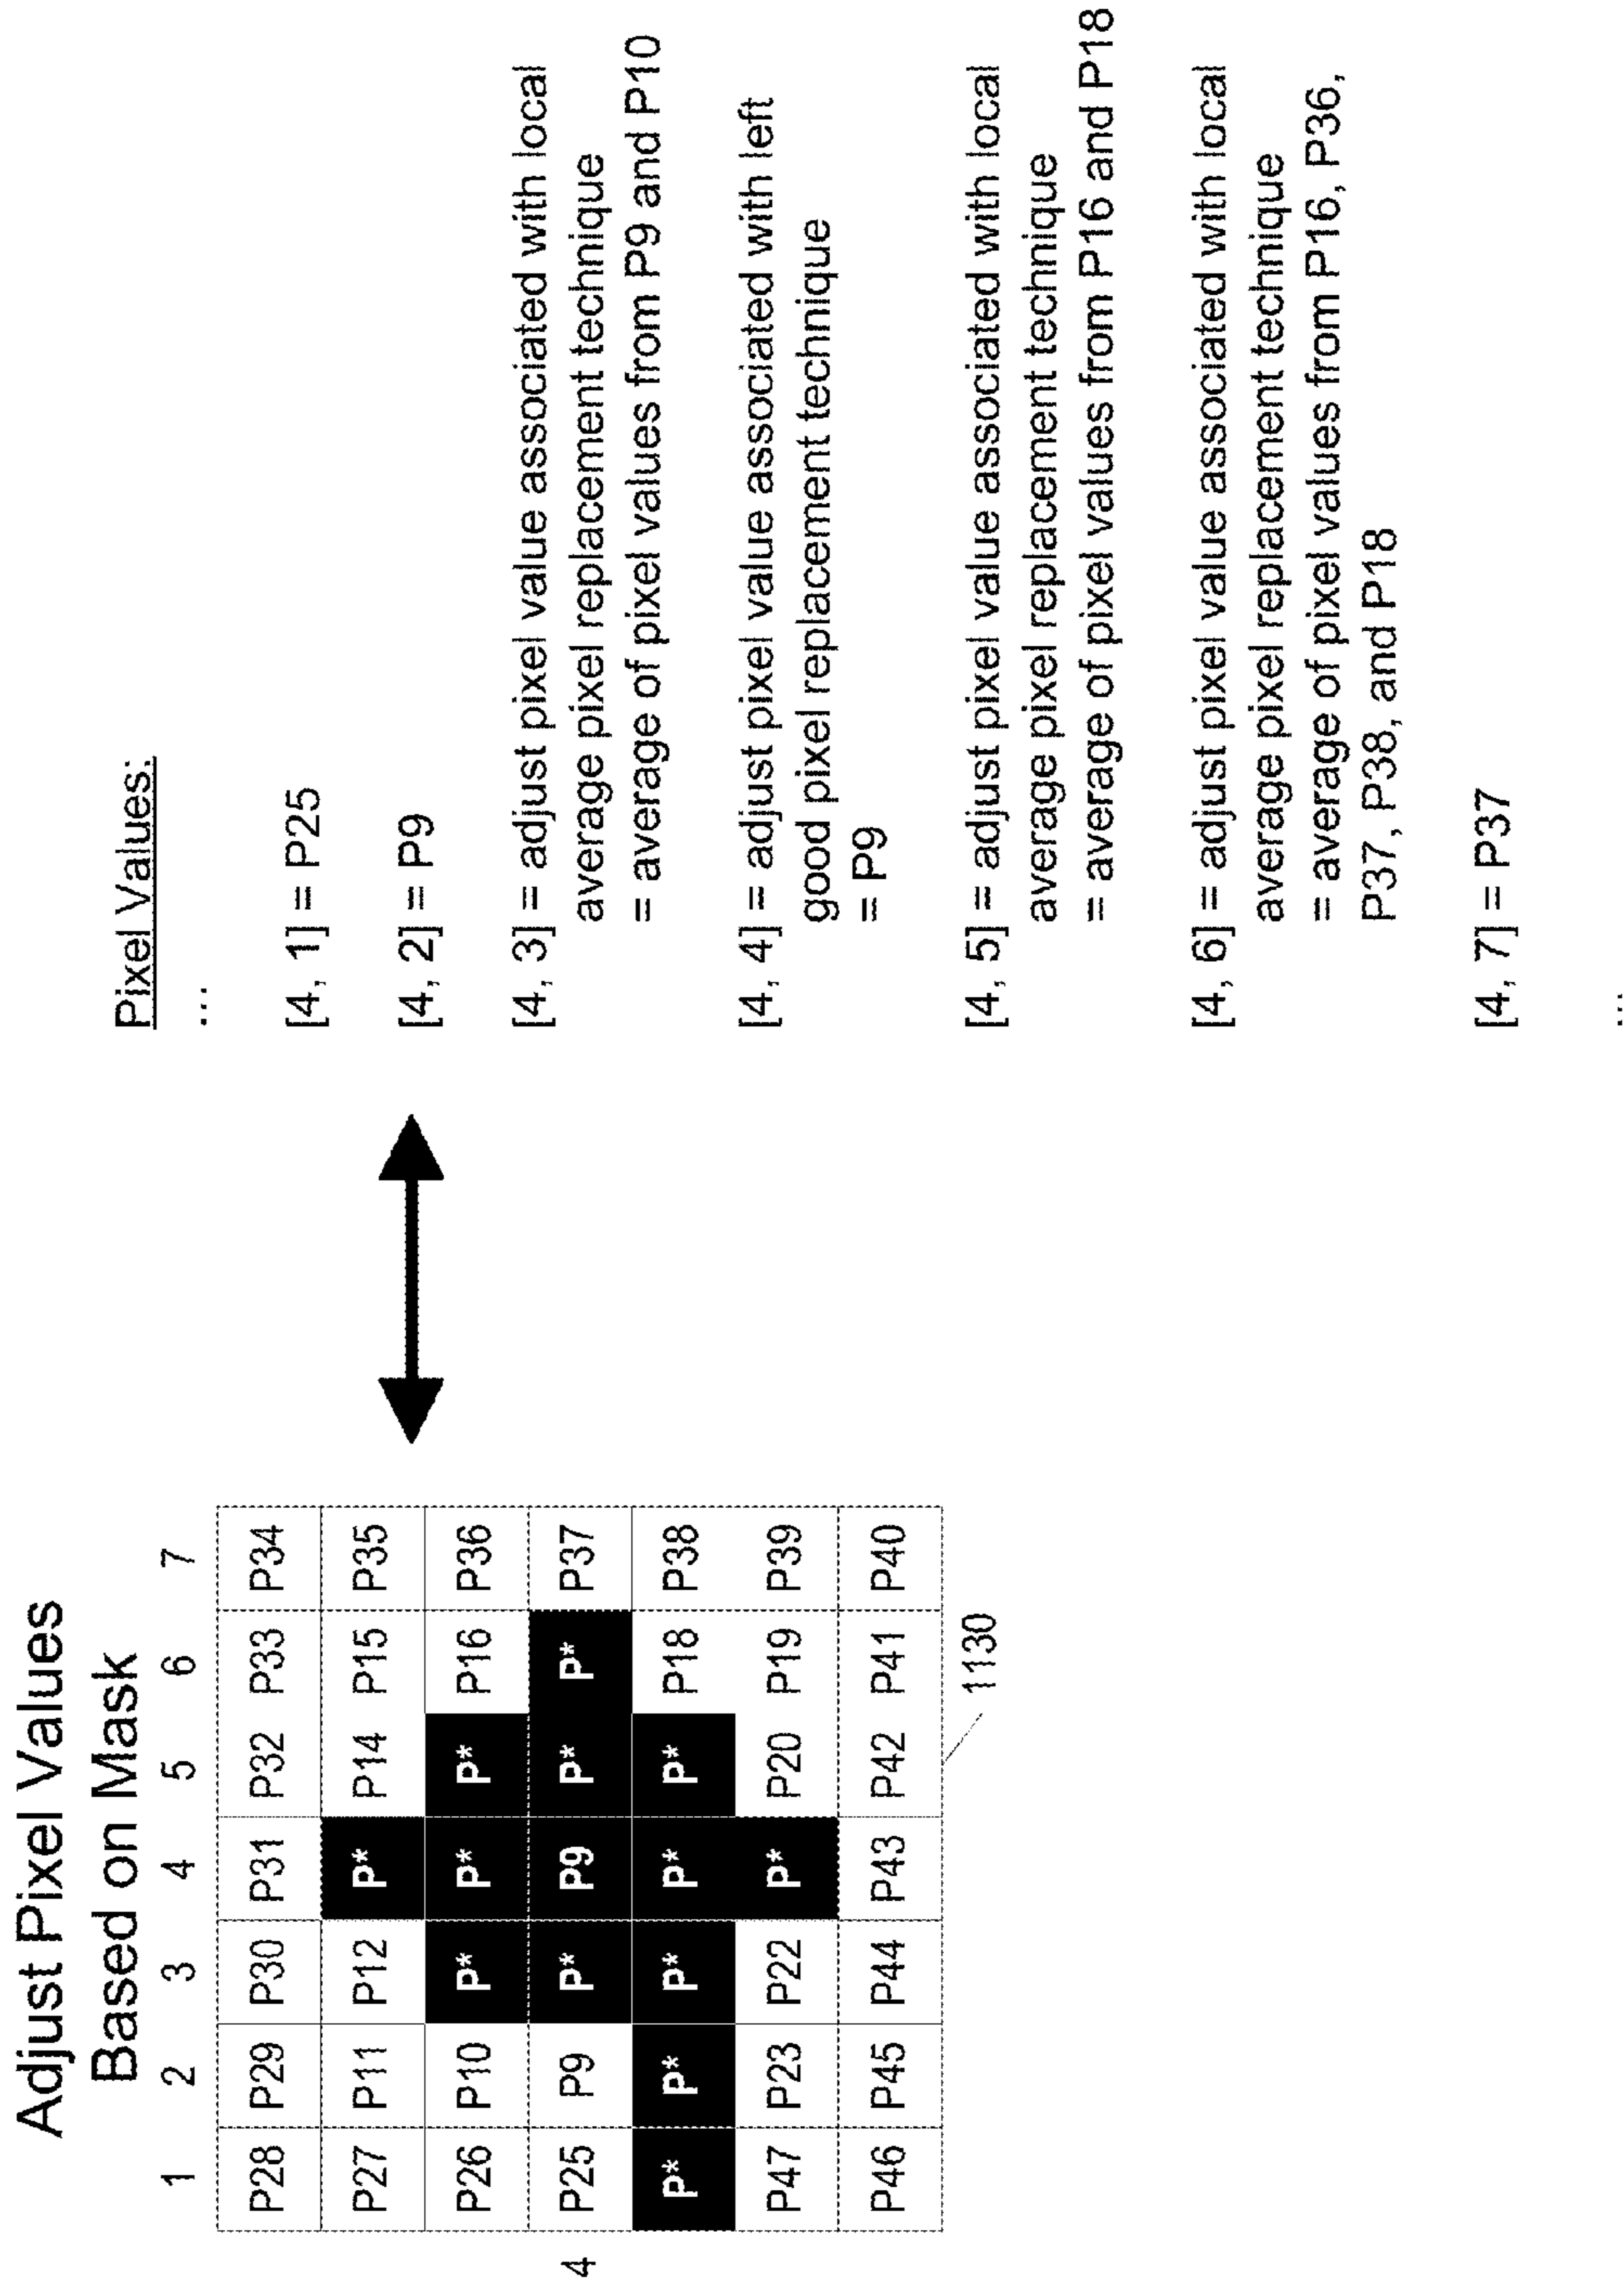 Adjust Pixel Values
Based on Mask
1 2 3 4 5 6 7
P28 P29 P30 P31 P32 P33 P34
P27 P11 P12 P* P14 P15 P35
P26 P10 P* P* P* P16 P36
4 P25 P9 P* P9 P* P* P37
P* P* P* P* P* P18 P38
P47 P23 P22 P* P20 P19 P39
P46 P45 P44 P43 P42 P41 P40
1130
Pixel Values:
...
[4, 1] = P25
[4, 2] = P9
[4, 3] = adjust pixel value associated with local
average pixel replacement technique
= average of pixel values from P9 and P10
[4, 4] = adjust pixel value associated with left
good pixel replacement technique
= P9
[4, 5] = adjust pixel value associated with local
average pixel replacement technique
= average of pixel values from P16 and P18
[4, 6] = adjust pixel value associated with local
average pixel replacement technique
= average of pixel values from P16, P36,
P37, P38, and P18
[4, 7] = P37
...